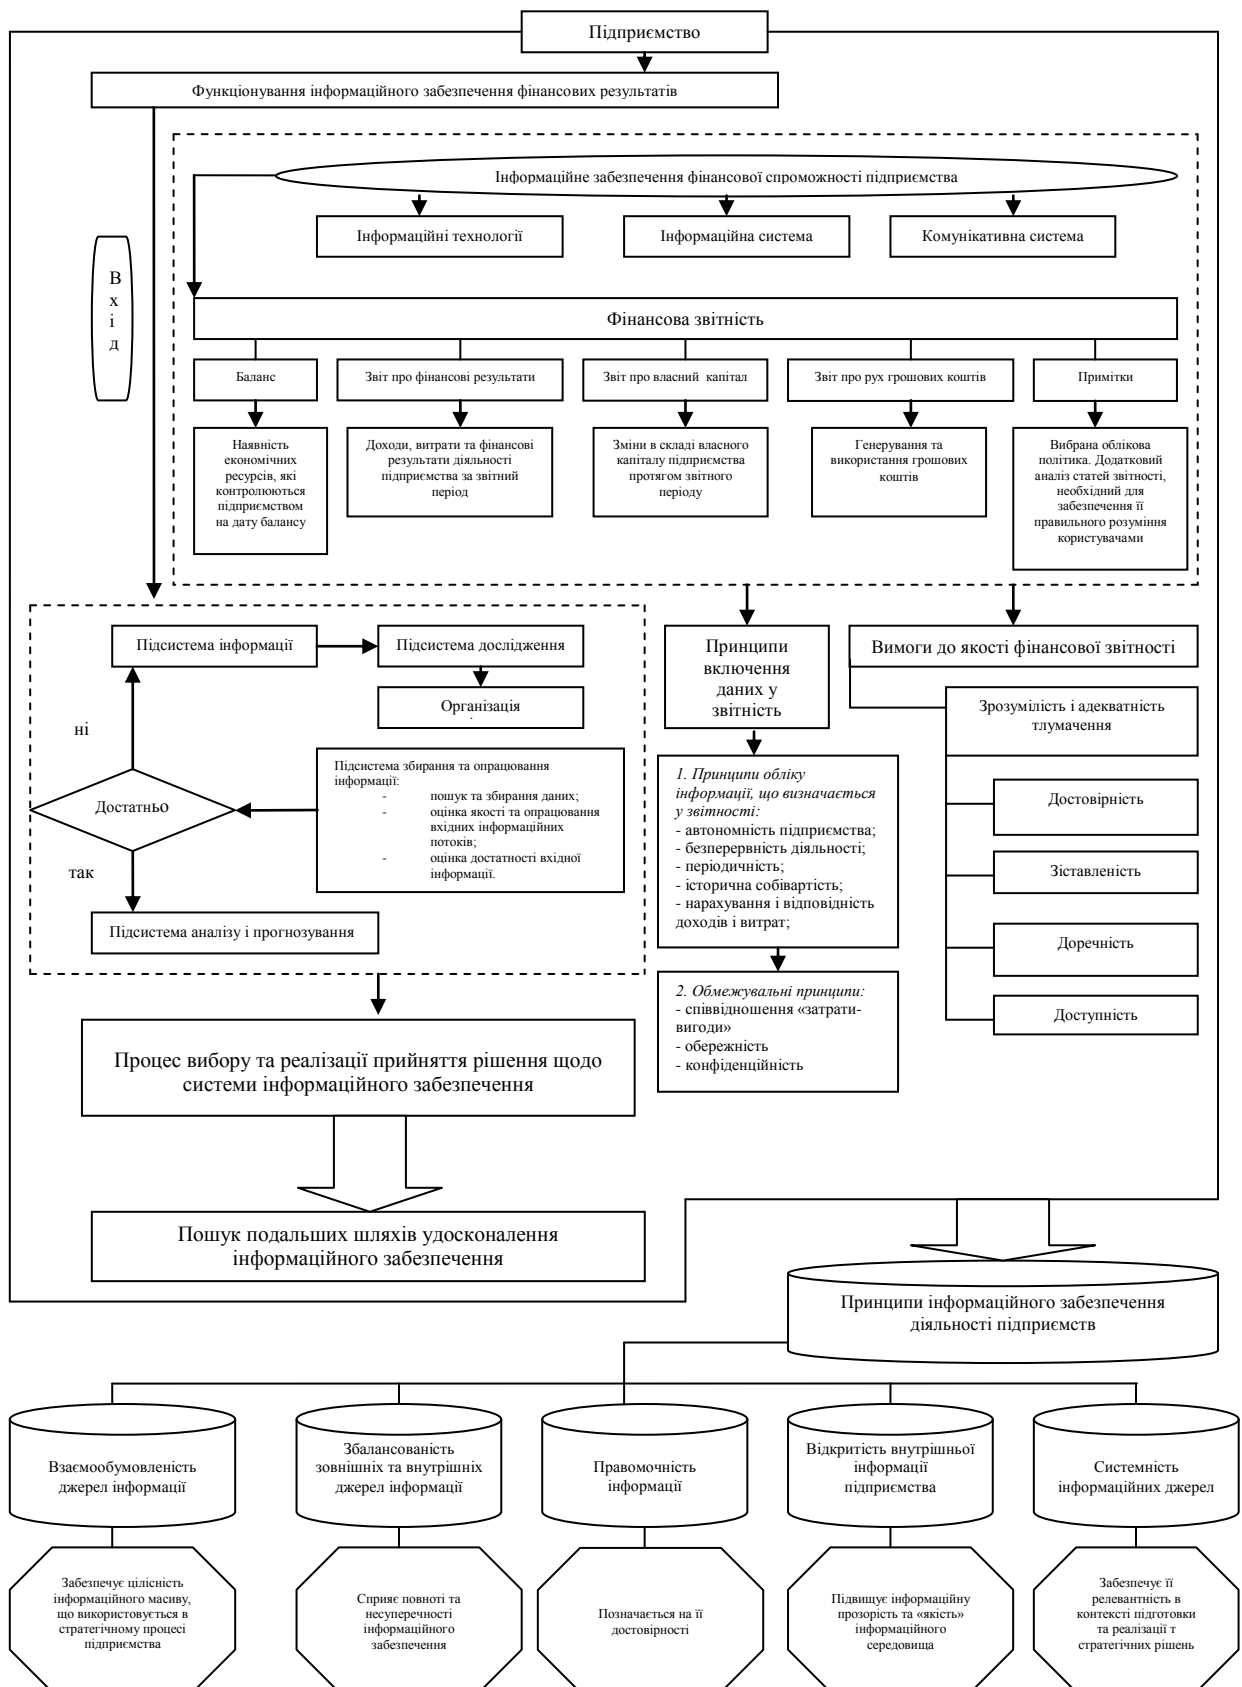 Підприємство
Функціонування інформаційного забезпечення фінансових результатів
Інформаційне забезпечення фінансової спроможності підприємства
Інформаційні технології
Інформаційна система
Комунікативна система
В
х
і
д
Фінансова звітність
Баланс
Звіт про фінансові результати
Звіт про власний капітал
Звіт про рух грошових коштів
Примітки
Наявність
економічних
ресурсів, які
контролюються
підприємством
на дату балансу
Доходи, витрати та фінансові
результати діяльності
підприємства за звітний
період
Зміни в складі власного
капіталу підприємства
протягом звітного
періоду
Генерування та
використання грошових
коштів
Вибрана облікова
політика. Додатковий
аналіз статей звітності,
необхідний для
забезпечення її
правильного розуміння
користувачами
Підсистема інформації
Підсистема дослідження
Організація
ні
Достатньо
так
Підсистема збирання та опрацювання
інформації:
- пошук та збирання даних;
- оцінка якості та опрацювання
вхідних інформаційних
потоків;
- оцінка достатності вхідної
інформації.
Підсистема аналізу і прогнозування
Принципи
включення
даних у
звітність
1. Принципи обліку
інформації, що визначається
у звітності:
- автономність підприємства;
- безперервність діяльності;
- періодичність;
- історична собівартість;
- нарахування і відповідність
доходів і витрат;
2. Обмежувальні принципи:
- співвідношення «затрати-
вигоди»
- обережність
- конфіденційність
Вимоги до якості фінансової звітності
Зрозумілість і адекватність
тлумачення
Достовірність
Зіставленість
Доречність
Доступність
Процес вибору та реалізації прийняття рішення щодо
системи інформаційного забезпечення
Пошук подальших шляхів удосконалення
інформаційного забезпечення
Принципи інформаційного забезпечення
діяльності підприємств
Взаємообумовленість
джерел інформації
Збалансованість
зовнішніх та внутрішніх
джерел інформації
Правомочність
інформації
Відкритість внутрішньої
інформації
підприємства
Системність
інформаційних джерел
Забезпечує цілісність
інформаційного масиву,
що використовується в
стратегічному процесі
підприємства
Сприяє повноті та
несуперечності
інформаційного
забезпечення
Позначається на її
достовірності
Підвищує інформаційну
прозорість та «якість»
інформаційного
середовища
Забезпечує її
релевантність в
контексті підготовки
та реалізації т
стратегічних рішень